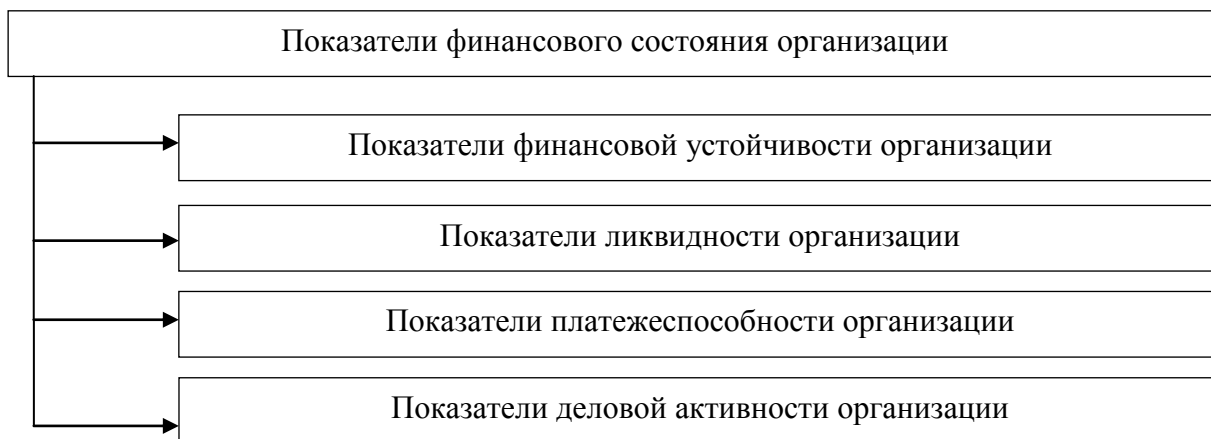 Показатели финансового состояния организации
Показатели финансовой устойчивости организации
Показатели ликвидности организации
Показатели платежеспособности организации
Показатели деловой активности организации